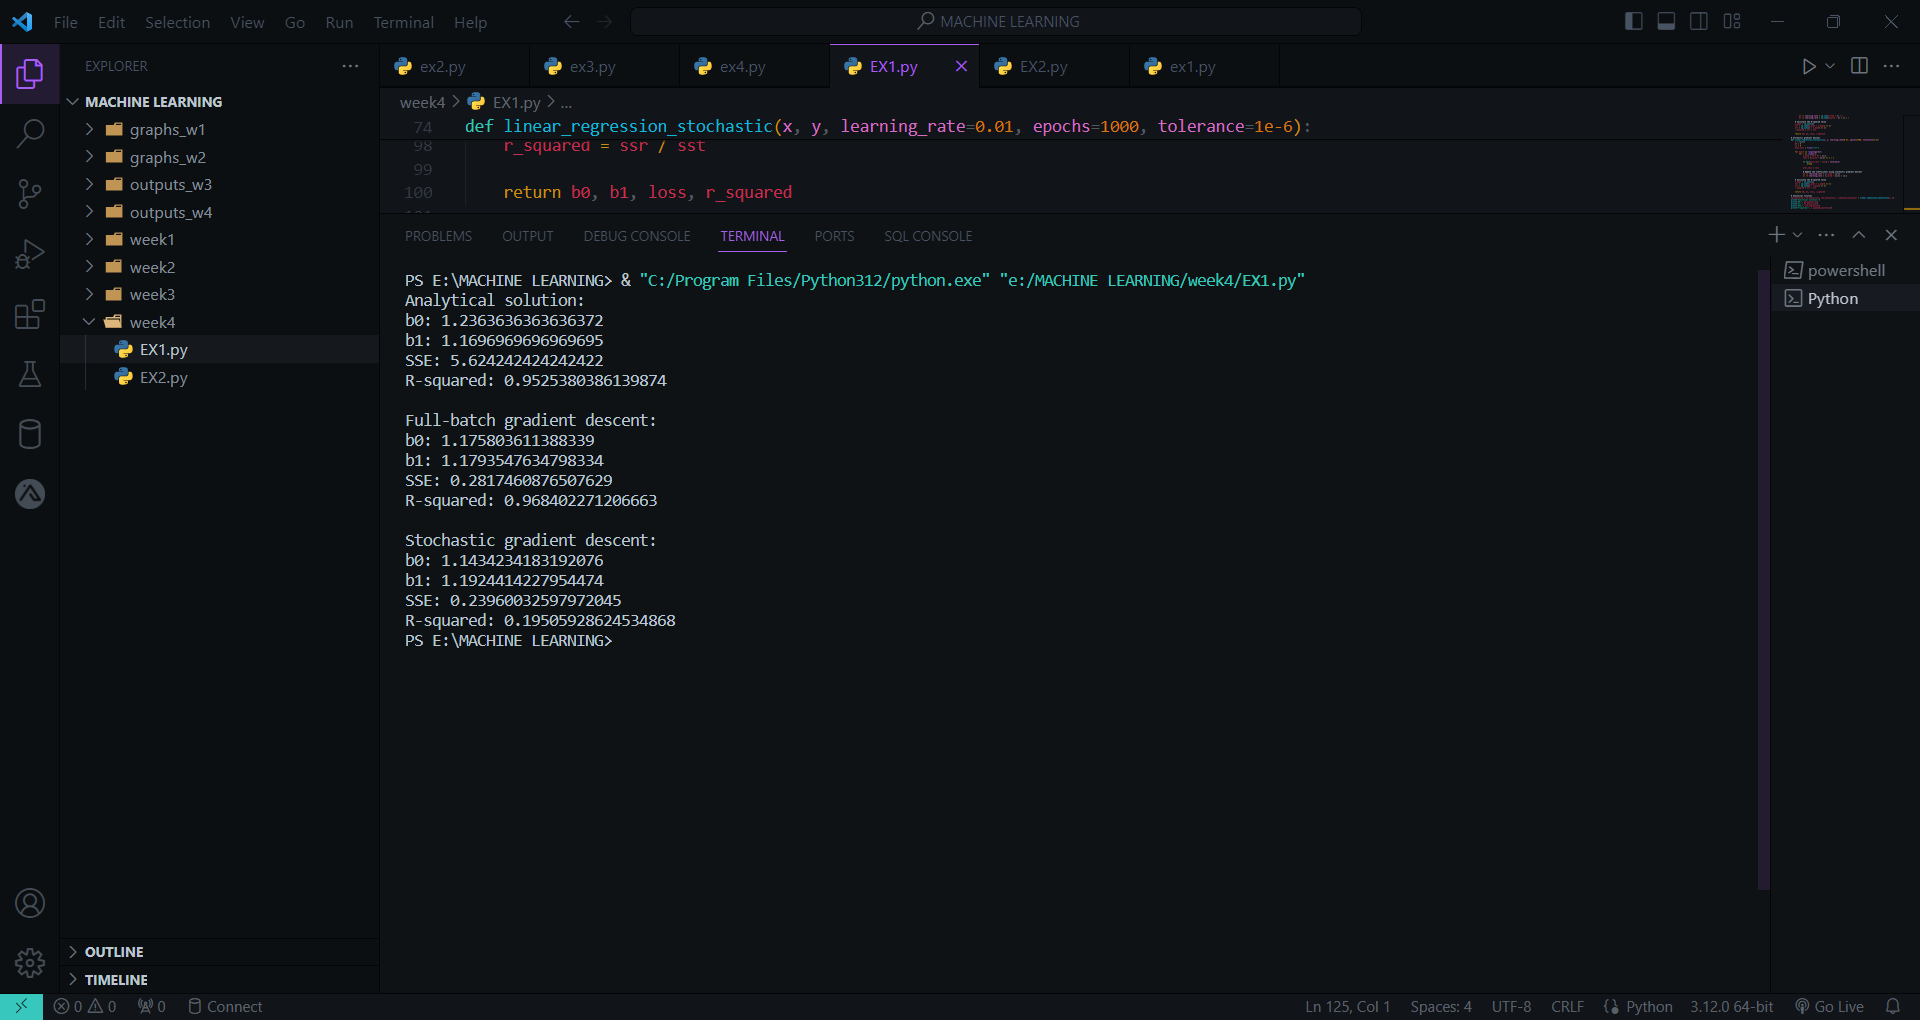 File Edit Selection View Go Run Terminal Help
MACHINE LEARNING
EXPLORER
ex2.py
ex3.py
ex4.py
EX1.py
EX2.py
ex1.py
MACHINE LEARNING
graphs_w1
graphs_w2
outputs_w3
outputs_w4
week1
week2
week3
week4
EX1.py
EX2.py
OUTLINE
TIMELINE
week4 > EX1.py > ...
74 def linear_regression_stochastic(x, y, learning_rate=0.01, epochs=1000, tolerance=1e-6):
98 r_squared = ssr / sst
99
100 return b0, b1, loss, r_squared
PROBLEMS OUTPUT DEBUG CONSOLE TERMINAL PORTS SQL CONSOLE
PS E:\MACHINE LEARNING> & "C:/Program Files/Python312/python.exe" "e:/MACHINE LEARNING/week4/EX1.py"
Analytical solution:
b0: 1.2363636363636372
b1: 1.1696969696969695
SSE: 5.624242424242422
R-squared: 0.9525380386139874
Full-batch gradient descent:
b0: 1.175803611388339
b1: 1.1793547634798334
SSE: 0.2817460876507629
R-squared: 0.968402271206663
Stochastic gradient descent:
b0: 1.1434234183192076
b1: 1.1924414227954474
SSE: 0.23960032597972045
R-squared: 0.19505928624534868
PS E:\MACHINE LEARNING>
powershell
Python
0 0 0 Connect
Ln 125, Col 1 Spaces: 4 UTF-8 CRLF Python 3.12.0 64-bit Go Live